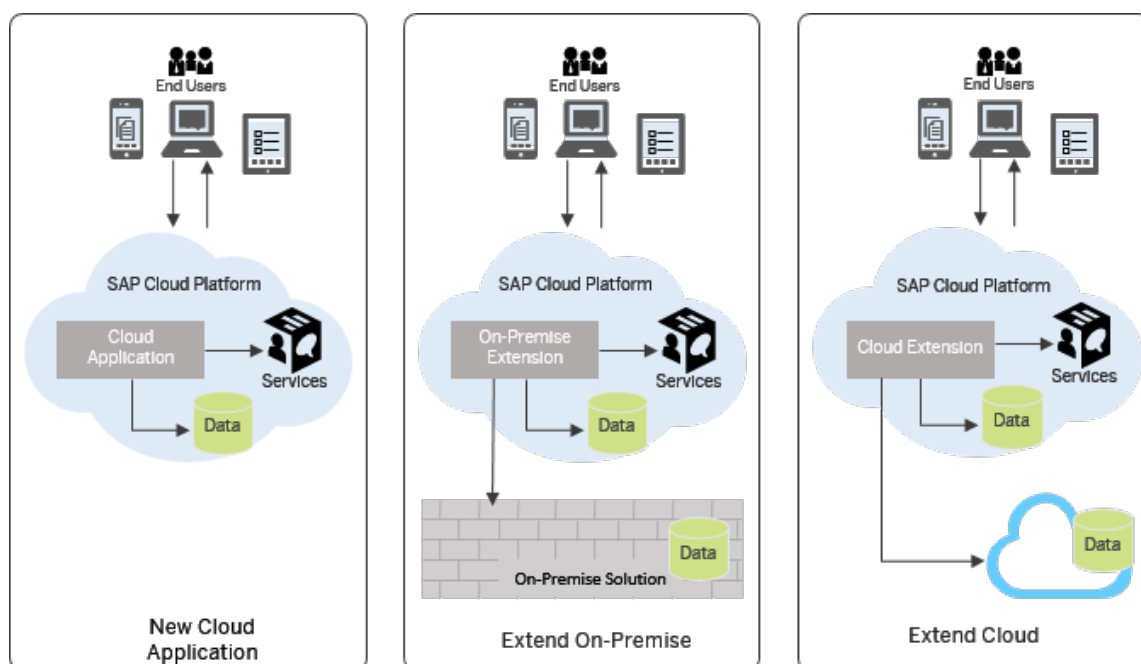 End Users
SAP Cloud Platform
Cloud
Application
Services
Data
New Cloud
Application
End Users
SAP Cloud Platform
On-Premise
Extension
Services
Data
Data
On-Premise Solution
Extend On-Premise
End Users
SAP Cloud Platform
Cloud Extension
Services
Data
Data
Extend Cloud